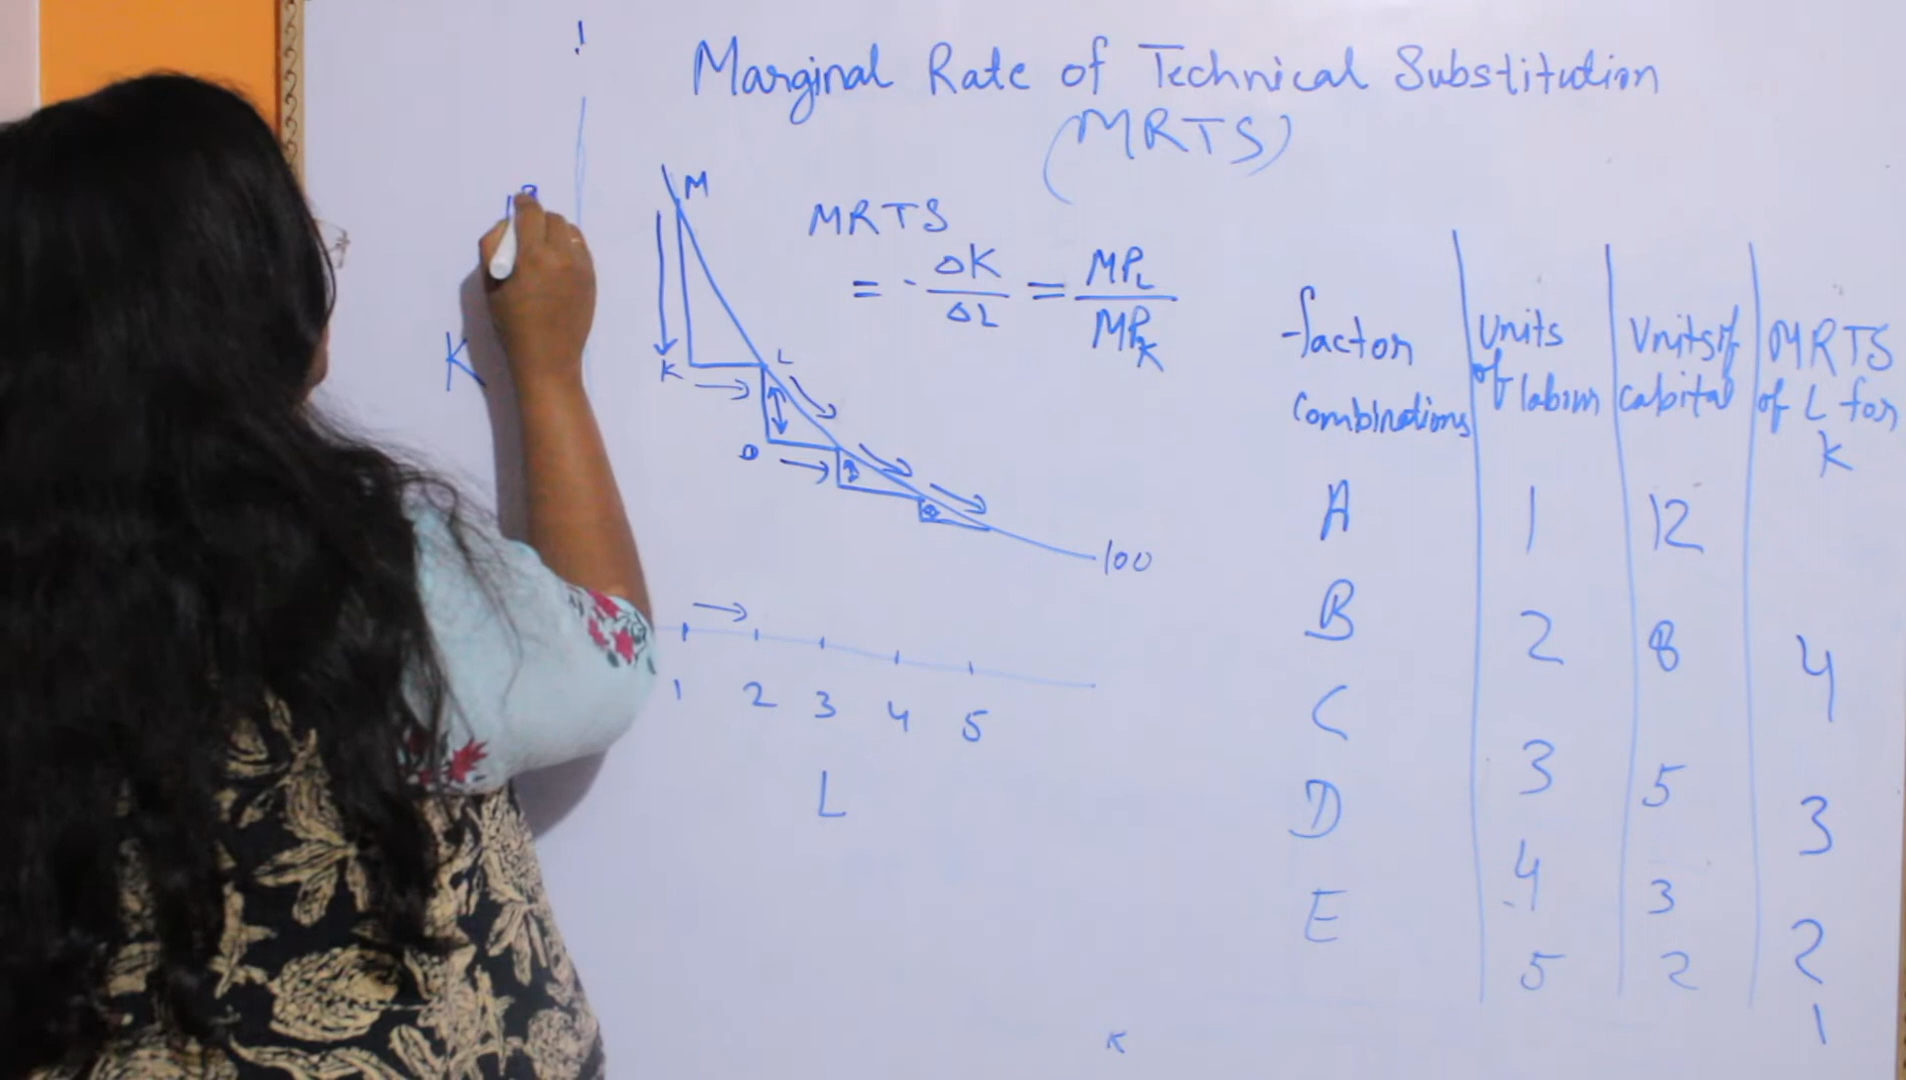 Marginal Rate of Technical Substitution
(MRTS)
M
MRTS
= - ΔK/ΔL = MPL/MPK
K
K
L
100
1 2 3 4 5
L
factor combinations | Units of labour | Units of capital | MRTS of L for K
A 1 12
B 2 8 4
C 3 5 3
D 4 3 2
E 5 2 1
K